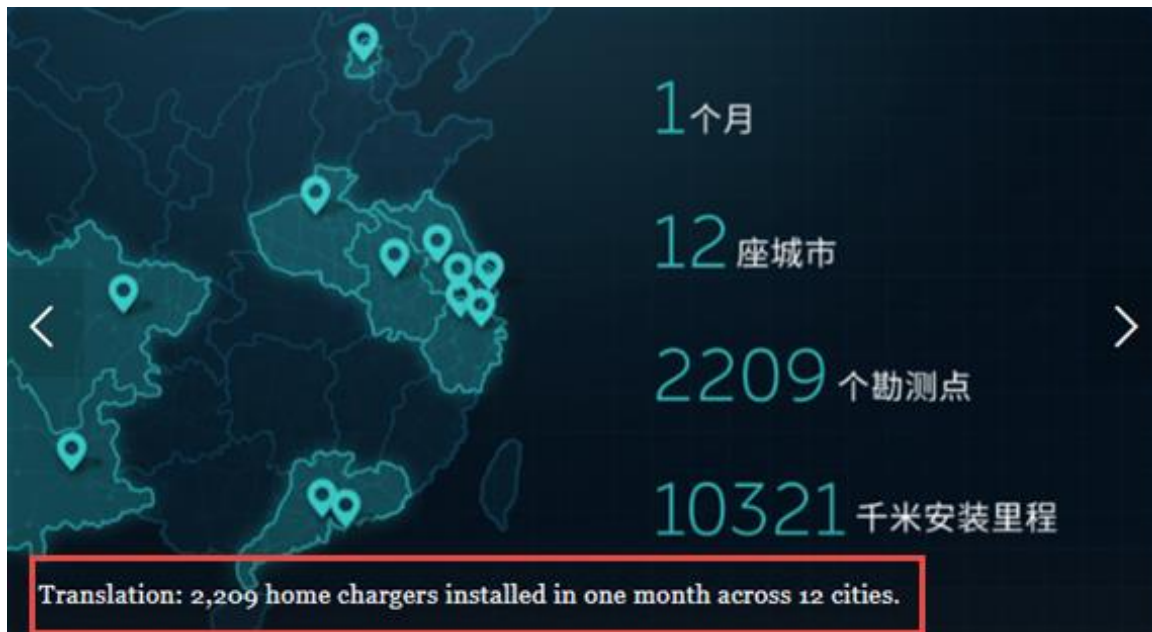 1个月
12座城市
2209个勘测点
10321千米安装里程
Translation: 2,209 home chargers installed in one month across 12 cities.